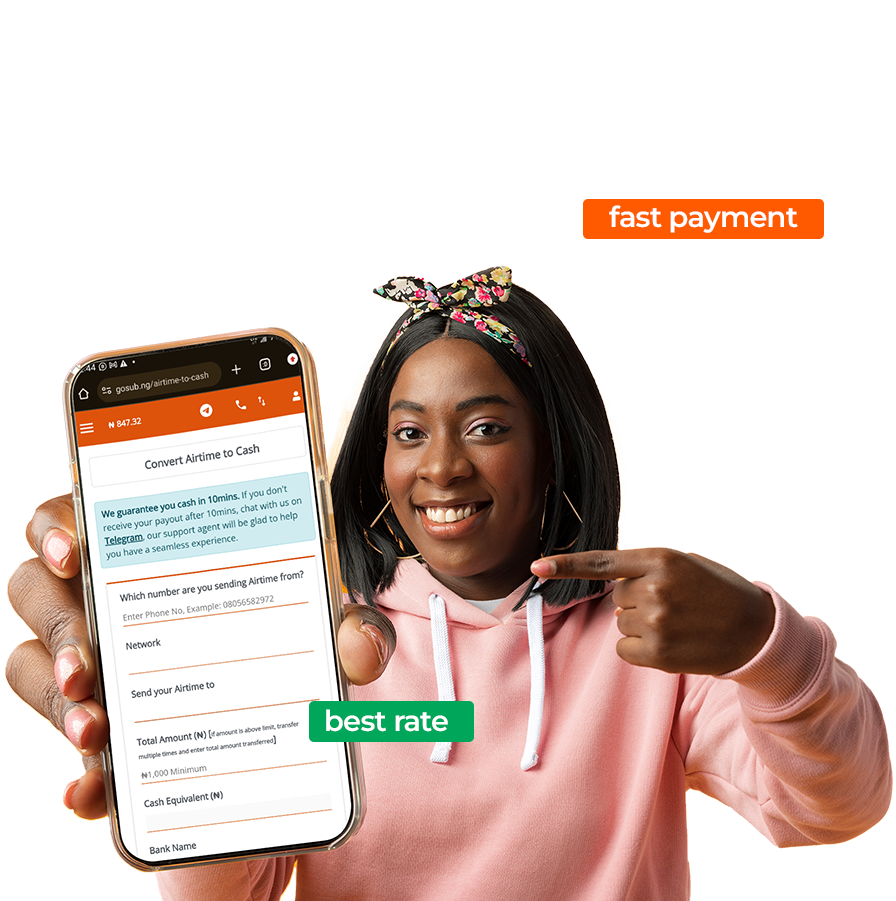 fast payment
:44
gosub.ng/airtime-to-cash
₦ 847.32
Convert Airtime to Cash
We guarantee you cash in 10mins. If you don't
receive your payout after 10mins, chat with us on
Telegram, our support agent will be glad to help
you have a seamless experience.
Which number are you sending Airtime from?
Enter Phone No, Example: 08056582972
Network
Send your Airtime to
Total Amount (₦) [if amount is above limit, transfer
multiple times and enter total amount transferred]
₦1,000 Minimum
Cash Equivalent (₦)
Bank Name
best rate